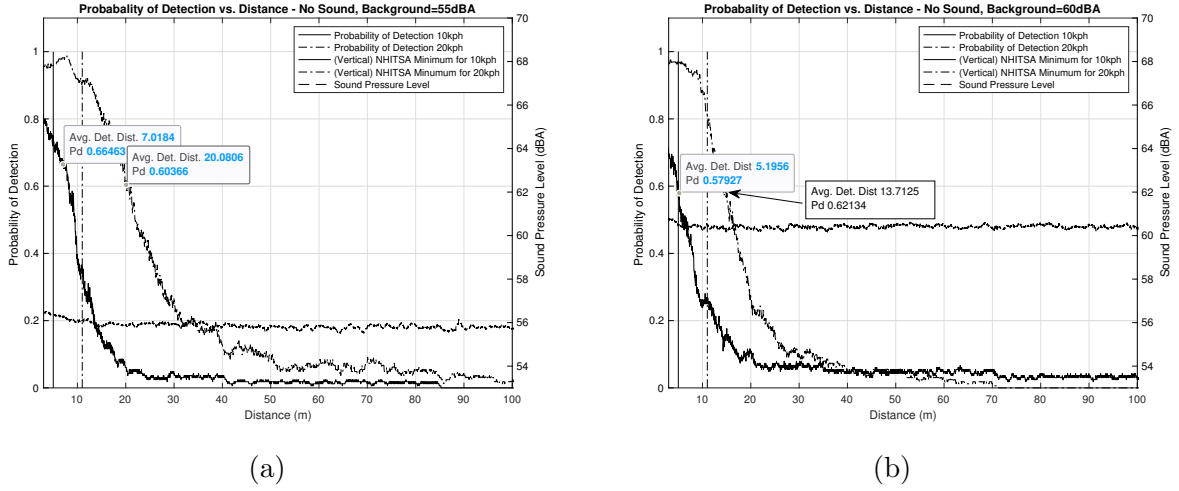 Probabality of Detection vs. Distance - No Sound, Background=55dBA
70
1
0.8
0.6
0.4
0.2
0
Probability of Detection
Probability of Detection 10kph
Probability of Detection 20kph
(Vertical) NHITSA Minimum for 10kph
(Vertical) NHITSA Minumum for 20kph
Sound Pressure Level
Avg. Det. Dist. 7.0184
Pd 0.66463
Avg. Det. Dist. 20.0806
Pd 0.60366
68
66
64
62
60
58
56
54
Sound Pressure Level (dBA)
10 20 30 40 50 60 70 80 90 100
Distance (m)
(a)
Probabality of Detection vs. Distance - No Sound, Background=60dBA
70
1
0.8
0.6
0.4
0.2
0
Probability of Detection
Probability of Detection 10kph
Probability of Detection 20kph
(Vertical) NHITSA Minimum for 10kph
(Vertical) NHITSA Minumum for 20kph
Sound Pressure Level
Avg. Det. Dist 5.1956
Pd 0.57927
Avg. Det. Dist 13.7125
Pd 0.62134
68
66
64
62
60
58
56
54
Sound Pressure Level (dBA)
10 20 30 40 50 60 70 80 90 100
Distance (m)
(b)